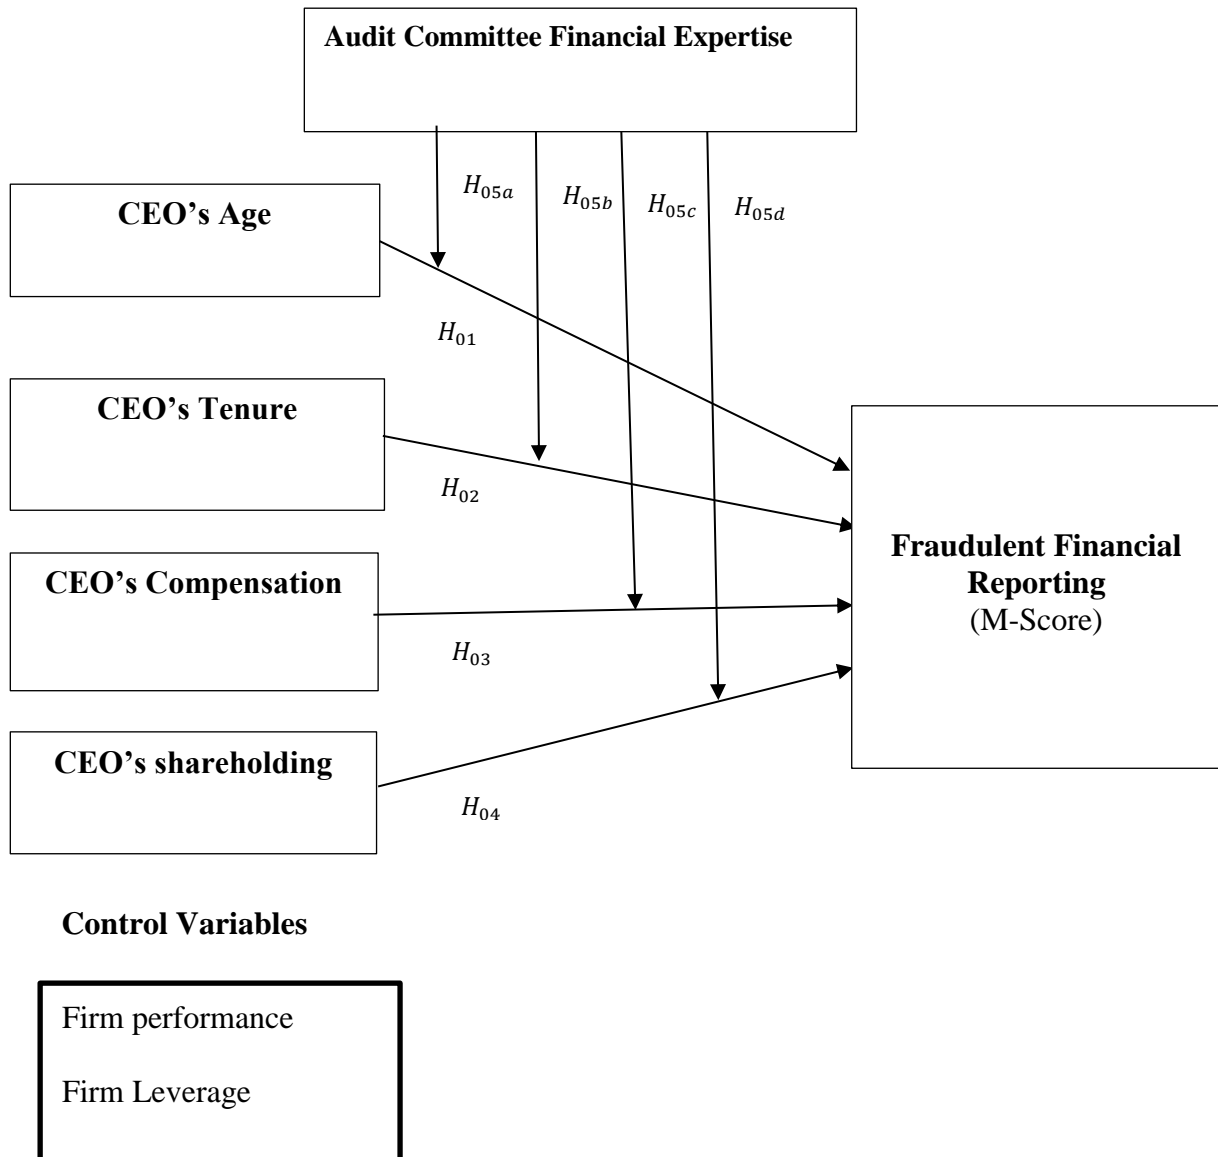 Audit Committee Financial Expertise
H05a
H05b
H05c
H05d
CEO’s Age
H01
CEO’s Tenure
H02
CEO’s Compensation
H03
CEO’s shareholding
H04
Fraudulent Financial
Reporting
(M-Score)
Control Variables
Firm performance
Firm Leverage